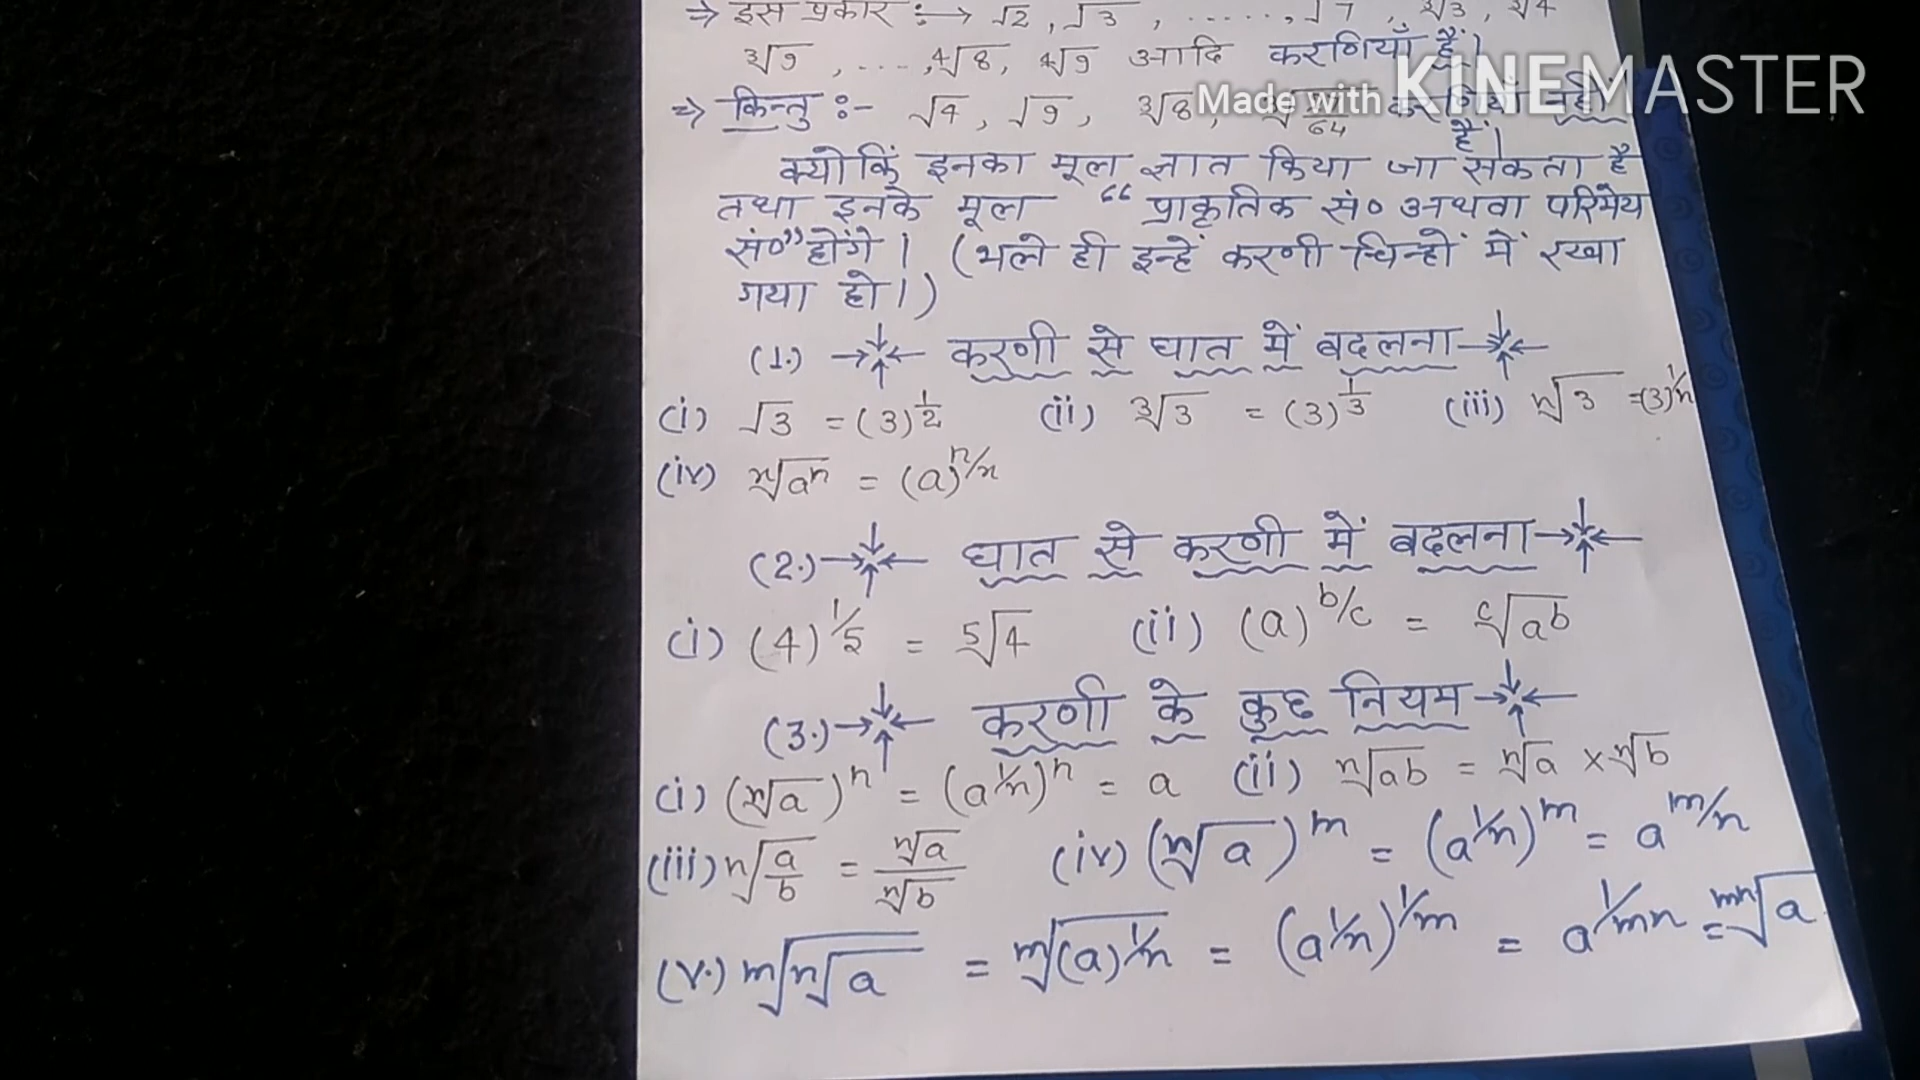 ⇒ इस प्रकार :→ √2, √3, ......, √7, ∛3, ∛4
∛9, ..., ∜8, ∜9 आदि करणियाँ हैं।
Made with KINEMASTER
⇒ किन्तु :- √4, √9, ∛8, 64 करणियाँ नहीं
हैं।
क्योकिं इनका मूल ज्ञात किया जा सकता है
तथा इनके मूल “ प्राकृतिक सं० अथवा परिमेय
सं०” होंगे। (भले ही इन्हें करणी चिन्हों में रखा
गया हो।)
(1.) →← करणी से घात में बदलना →←
(i) √3 = (3)^1/2 (ii) ∛3 = (3)^1/3 (iii) ⁿ√3 = (3)^1/n
(iv) ⁿ√aⁿ = (a)^n/n
(2.) →← घात से करणी में बदलना →←
(i) (4)^1/5 = ⁵√4 (ii) (a)^b/c = ᶜ√aᵇ
(3.) →← करणी के कुछ नियम →←
(i) (ⁿ√a)ⁿ = (a^1/n)ⁿ = a (ii) ⁿ√ab = ⁿ√a × ⁿ√b
(iii) ⁿ√(a/b) = ⁿ√a/ⁿ√b (iv) (ⁿ√a)ᵐ = (a^1/n)ᵐ = a^m/n
(v.) ᵐ√ⁿ√a = ᵐ√(a)^1/n = (a^1/n)^1/m = a^1/mn = ᵐⁿ√a